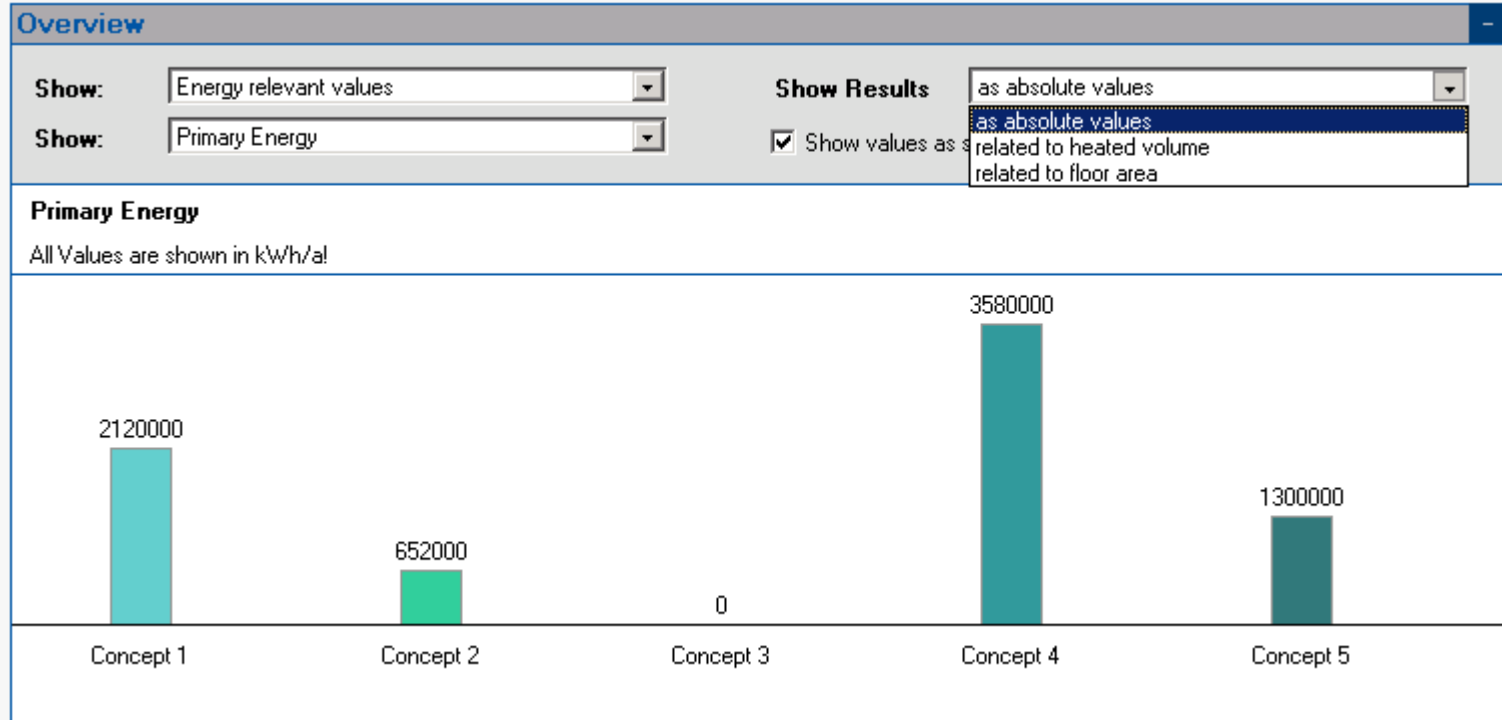 Overview
Show: Energy relevant values Show Results as absolute values
as absolute values
Show: Primary Energy Show values as
related to heated volume
related to floor area
Primary Energy
All Values are shown in kWh/a!
3580000
2120000
1300000
652000
0
Concept 1 Concept 2 Concept 3 Concept 4 Concept 5